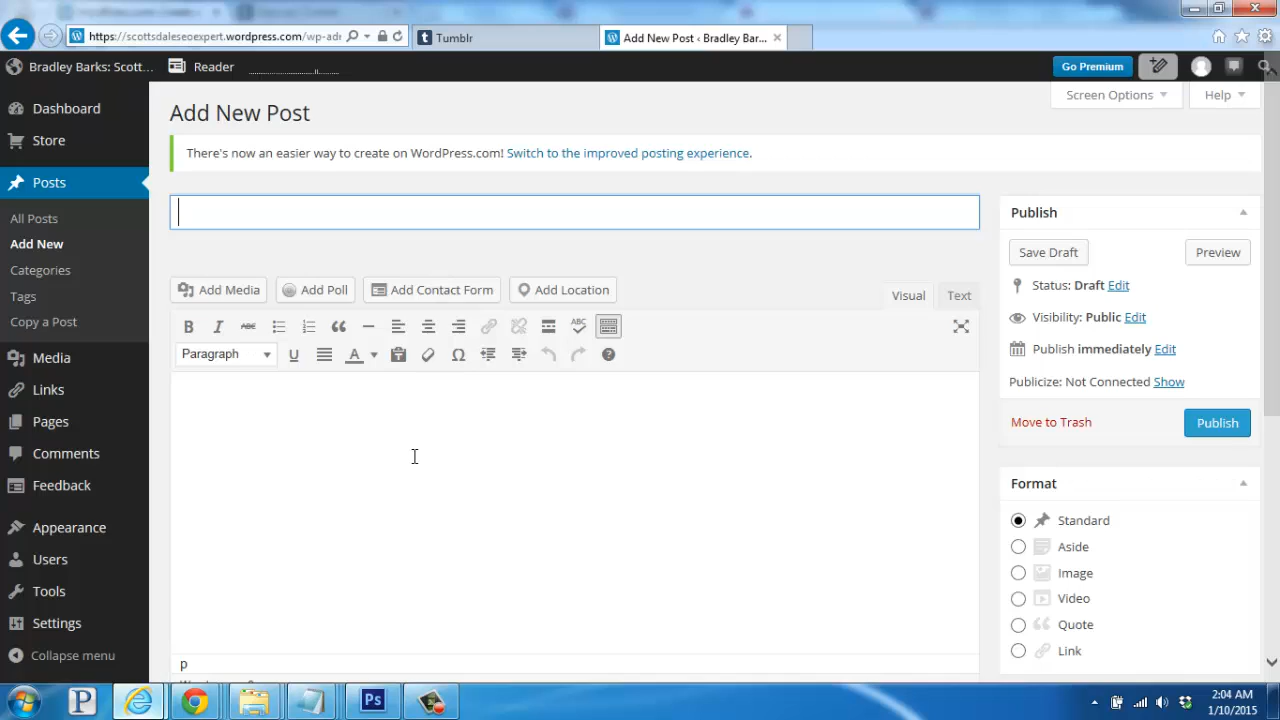 https://scottsdaleseoexpert.wordpress.com/wp-adr
Tumblr
Add New Post ‹ Bradley Bar...
Bradley Barks: Scott...
Reader
Go Premium
Dashboard
Store
Posts
All Posts
Add New
Categories
Tags
Copy a Post
Media
Links
Pages
Comments
Feedback
Appearance
Users
Tools
Settings
Collapse menu
Screen Options
Help
Add New Post
There's now an easier way to create on WordPress.com! Switch to the improved posting experience.
Add Media
Add Poll
Add Contact Form
Add Location
Visual
Text
B I ABC
ABC
Paragraph
U
A
Ω
p
Publish
Save Draft
Preview
Status: Draft Edit
Visibility: Public Edit
Publish immediately Edit
Publicize: Not Connected Show
Move to Trash
Publish
Format
Standard
Aside
Image
Video
Quote
Link
P
Ps
2:04 AM
1/10/2015